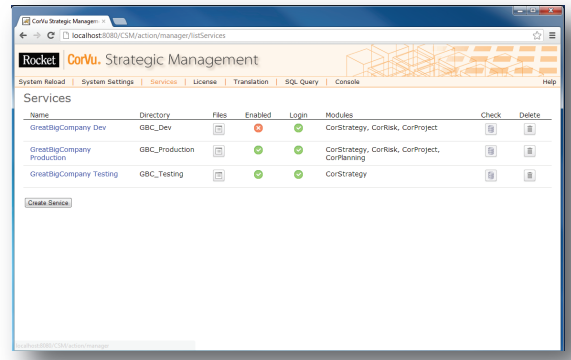 CorVu Strategic Managem
localhost:8080/CSM/action/manager/listServices
Rocket CorVu. Strategic Management
System Reload | System Settings | Services | License | Translation | SQL Query | Console Help
Services
Name Directory Files Enabled Login Modules Check Delete
GreatBigCompany Dev GBC_Dev CorStrategy, CorRisk, CorProject
GreatBigCompany Production GBC_Production CorStrategy, CorRisk, CorProject, CorPlanning
GreatBigCompany Testing GBC_Testing CorStrategy
Create Service
localhost:8080/CSM/action/manager